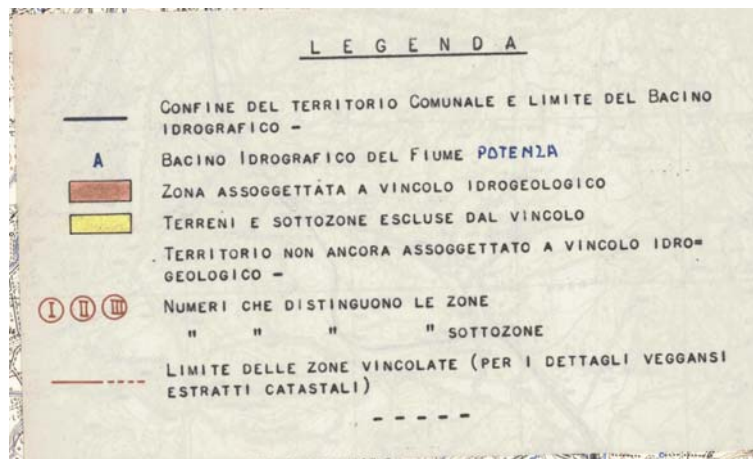 LEGENDA
CONFINE DEL TERRITORIO COMUNALE E LIMITE DEL BACINO
IDROGRAFICO -
A BACINO IDROGRAFICO DEL FIUME POTENZA
ZONA ASSOGGETTATA A VINCOLO IDROGEOLOGICO
TERRENI E SOTTOZONE ESCLUSE DAL VINCOLO
TERRITORIO NON ANCORA ASSOGGETTATO A VINCOLO IDRO=
GEOLOGICO -
I II III NUMERI CHE DISTINGUONO LE ZONE
" " " " SOTTOZONE
LIMITE DELLE ZONE VINCOLATE (PER I DETTAGLI VEGGANSI
ESTRATTI CATASTALI)
- - - - -